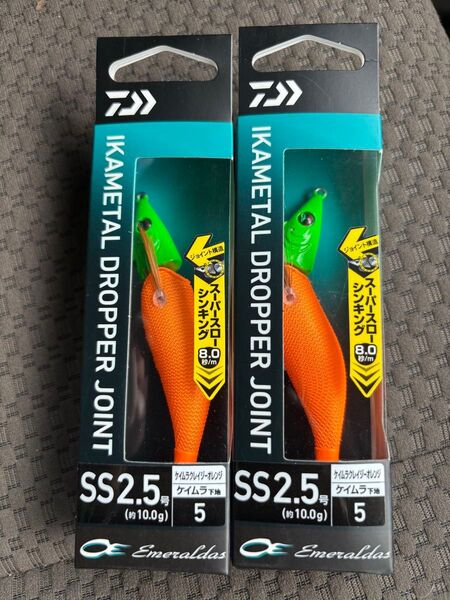 IKAMETAL DROPPER JOINT
ジョイント構造
スーパースロー
シンキング
8.0
秒/m
SS2.5号
(約10.0g)
ケイムラクレイジーオレンジ
ケイムラ下地
5
Emeraldas
IKAMETAL DROPPER JOINT
ジョイント構造
スーパースロー
シンキング
8.0
秒/m
SS2.5号
(約10.0g)
ケイムラクレイジーオレンジ
ケイムラ下地
5
Emeraldas